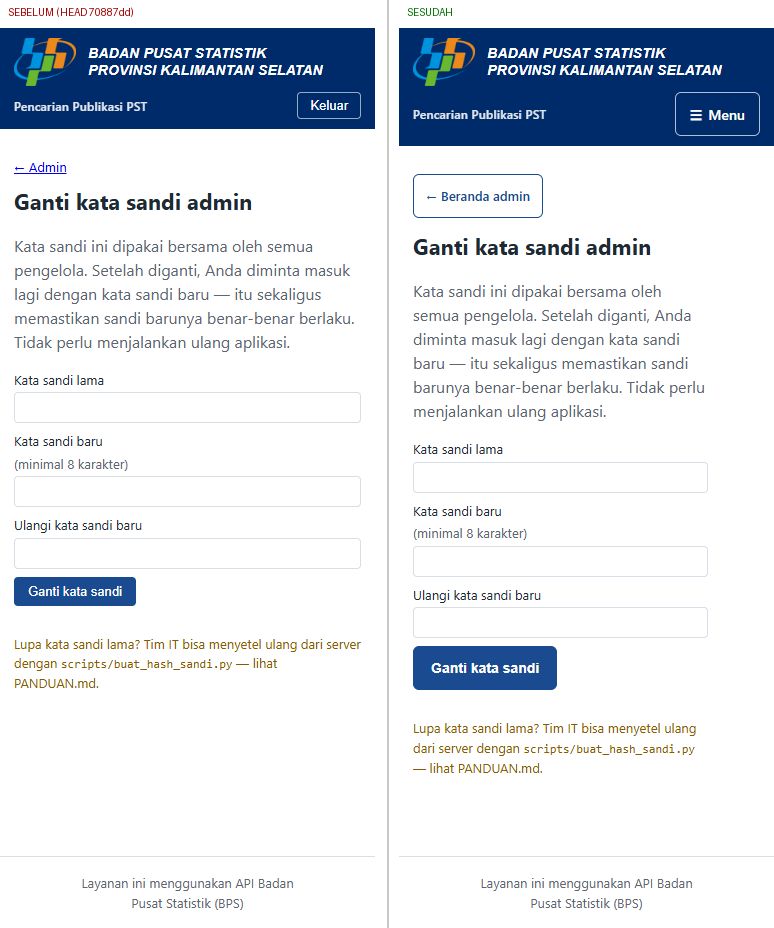 SEBELUM (HEAD 70887dd)
BADAN PUSAT STATISTIK
PROVINSI KALIMANTAN SELATAN
Pencarian Publikasi PST
Keluar
← Admin
Ganti kata sandi admin
Kata sandi ini dipakai bersama oleh semua
pengelola. Setelah diganti, Anda diminta masuk
lagi dengan kata sandi baru — itu sekaligus
memastikan sandi barunya benar-benar berlaku.
Tidak perlu menjalankan ulang aplikasi.
Kata sandi lama
Kata sandi baru
(minimal 8 karakter)
Ulangi kata sandi baru
Ganti kata sandi
Lupa kata sandi lama? Tim IT bisa menyetel ulang dari server
dengan scripts/buat_hash_sandi.py — lihat
PANDUAN.md.
Layanan ini menggunakan API Badan
Pusat Statistik (BPS)
SESUDAH
BADAN PUSAT STATISTIK
PROVINSI KALIMANTAN SELATAN
Pencarian Publikasi PST
☰ Menu
← Beranda admin
Ganti kata sandi admin
Kata sandi ini dipakai bersama oleh
semua pengelola. Setelah diganti, Anda
diminta masuk lagi dengan kata sandi
baru — itu sekaligus memastikan sandi
barunya benar-benar berlaku. Tidak perlu
menjalankan ulang aplikasi.
Kata sandi lama
Kata sandi baru
(minimal 8 karakter)
Ulangi kata sandi baru
Ganti kata sandi
Lupa kata sandi lama? Tim IT bisa menyetel ulang
dari server dengan scripts/buat_hash_sandi.py
— lihat PANDUAN.md.
Layanan ini menggunakan API Badan
Pusat Statistik (BPS)